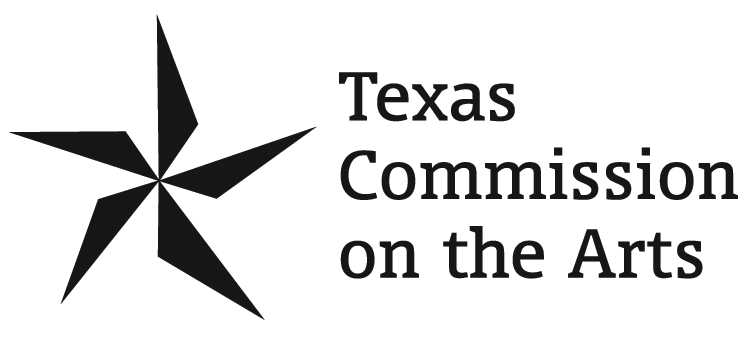 Texas
Commission
on the Arts